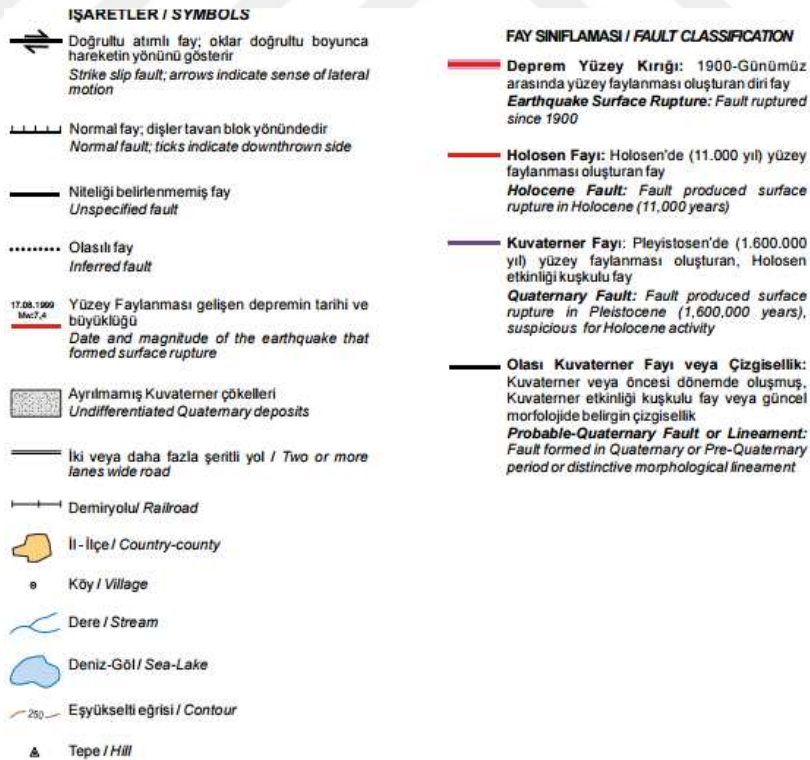 İŞARETLER / SYMBOLS
Doğrultu atımlı fay; oklar doğrultu boyunca
hareketin yönünü gösterir
Strike slip fault; arrows indicate sense of lateral
motion
Normal fay; dişler tavan blok yönündedir
Normal fault; ticks indicate downthrown side
Niteliği belirlenmemiş fay
Unspecified fault
Olasılı fay
Inferred fault
17.08.1999
Mw:7,4
Yüzey Faylanması gelişen depremin tarihi ve
büyüklüğü
Date and magnitude of the earthquake that
formed surface rupture
Ayrılmamış Kuvaterner çökelleri
Undifferentiated Quaternary deposits
İki veya daha fazla şeritli yol / Two or more
lanes wide road
Demiryolu/ Railroad
İl - İlçe / Country-county
Köy / Village
Dere / Stream
Deniz-Göl / Sea-Lake
250
Eşyükselti eğrisi / Contour
Tepe / Hill
FAY SINIFLAMASI / FAULT CLASSIFICATION
Deprem Yüzey Kırığı: 1900-Günümüz
arasında yüzey faylanması oluşturan diri fay
Earthquake Surface Rupture: Fault ruptured
since 1900
Holosen Fayı: Holosen'de (11.000 yıl) yüzey
faylanması oluşturan fay
Holocene Fault: Fault produced surface
rupture in Holocene (11,000 years)
Kuvaterner Fayı: Pleyistosen'de (1.600.000
yıl) yüzey faylanması oluşturan, Holosen
etkinliği kuşkulu fay
Quaternary Fault: Fault produced surface
rupture in Pleistocene (1,600,000 years),
suspicious for Holocene activity
Olası Kuvaterner Fayı veya Çizgisellik:
Kuvaterner veya öncesi dönemde oluşmuş,
Kuvaterner etkinliği kuşkulu fay veya güncel
morfolojide belirgin çizgisellik
Probable-Quaternary Fault or Lineament:
Fault formed in Quaternary or Pre-Quaternary
period or distinctive morphological lineament